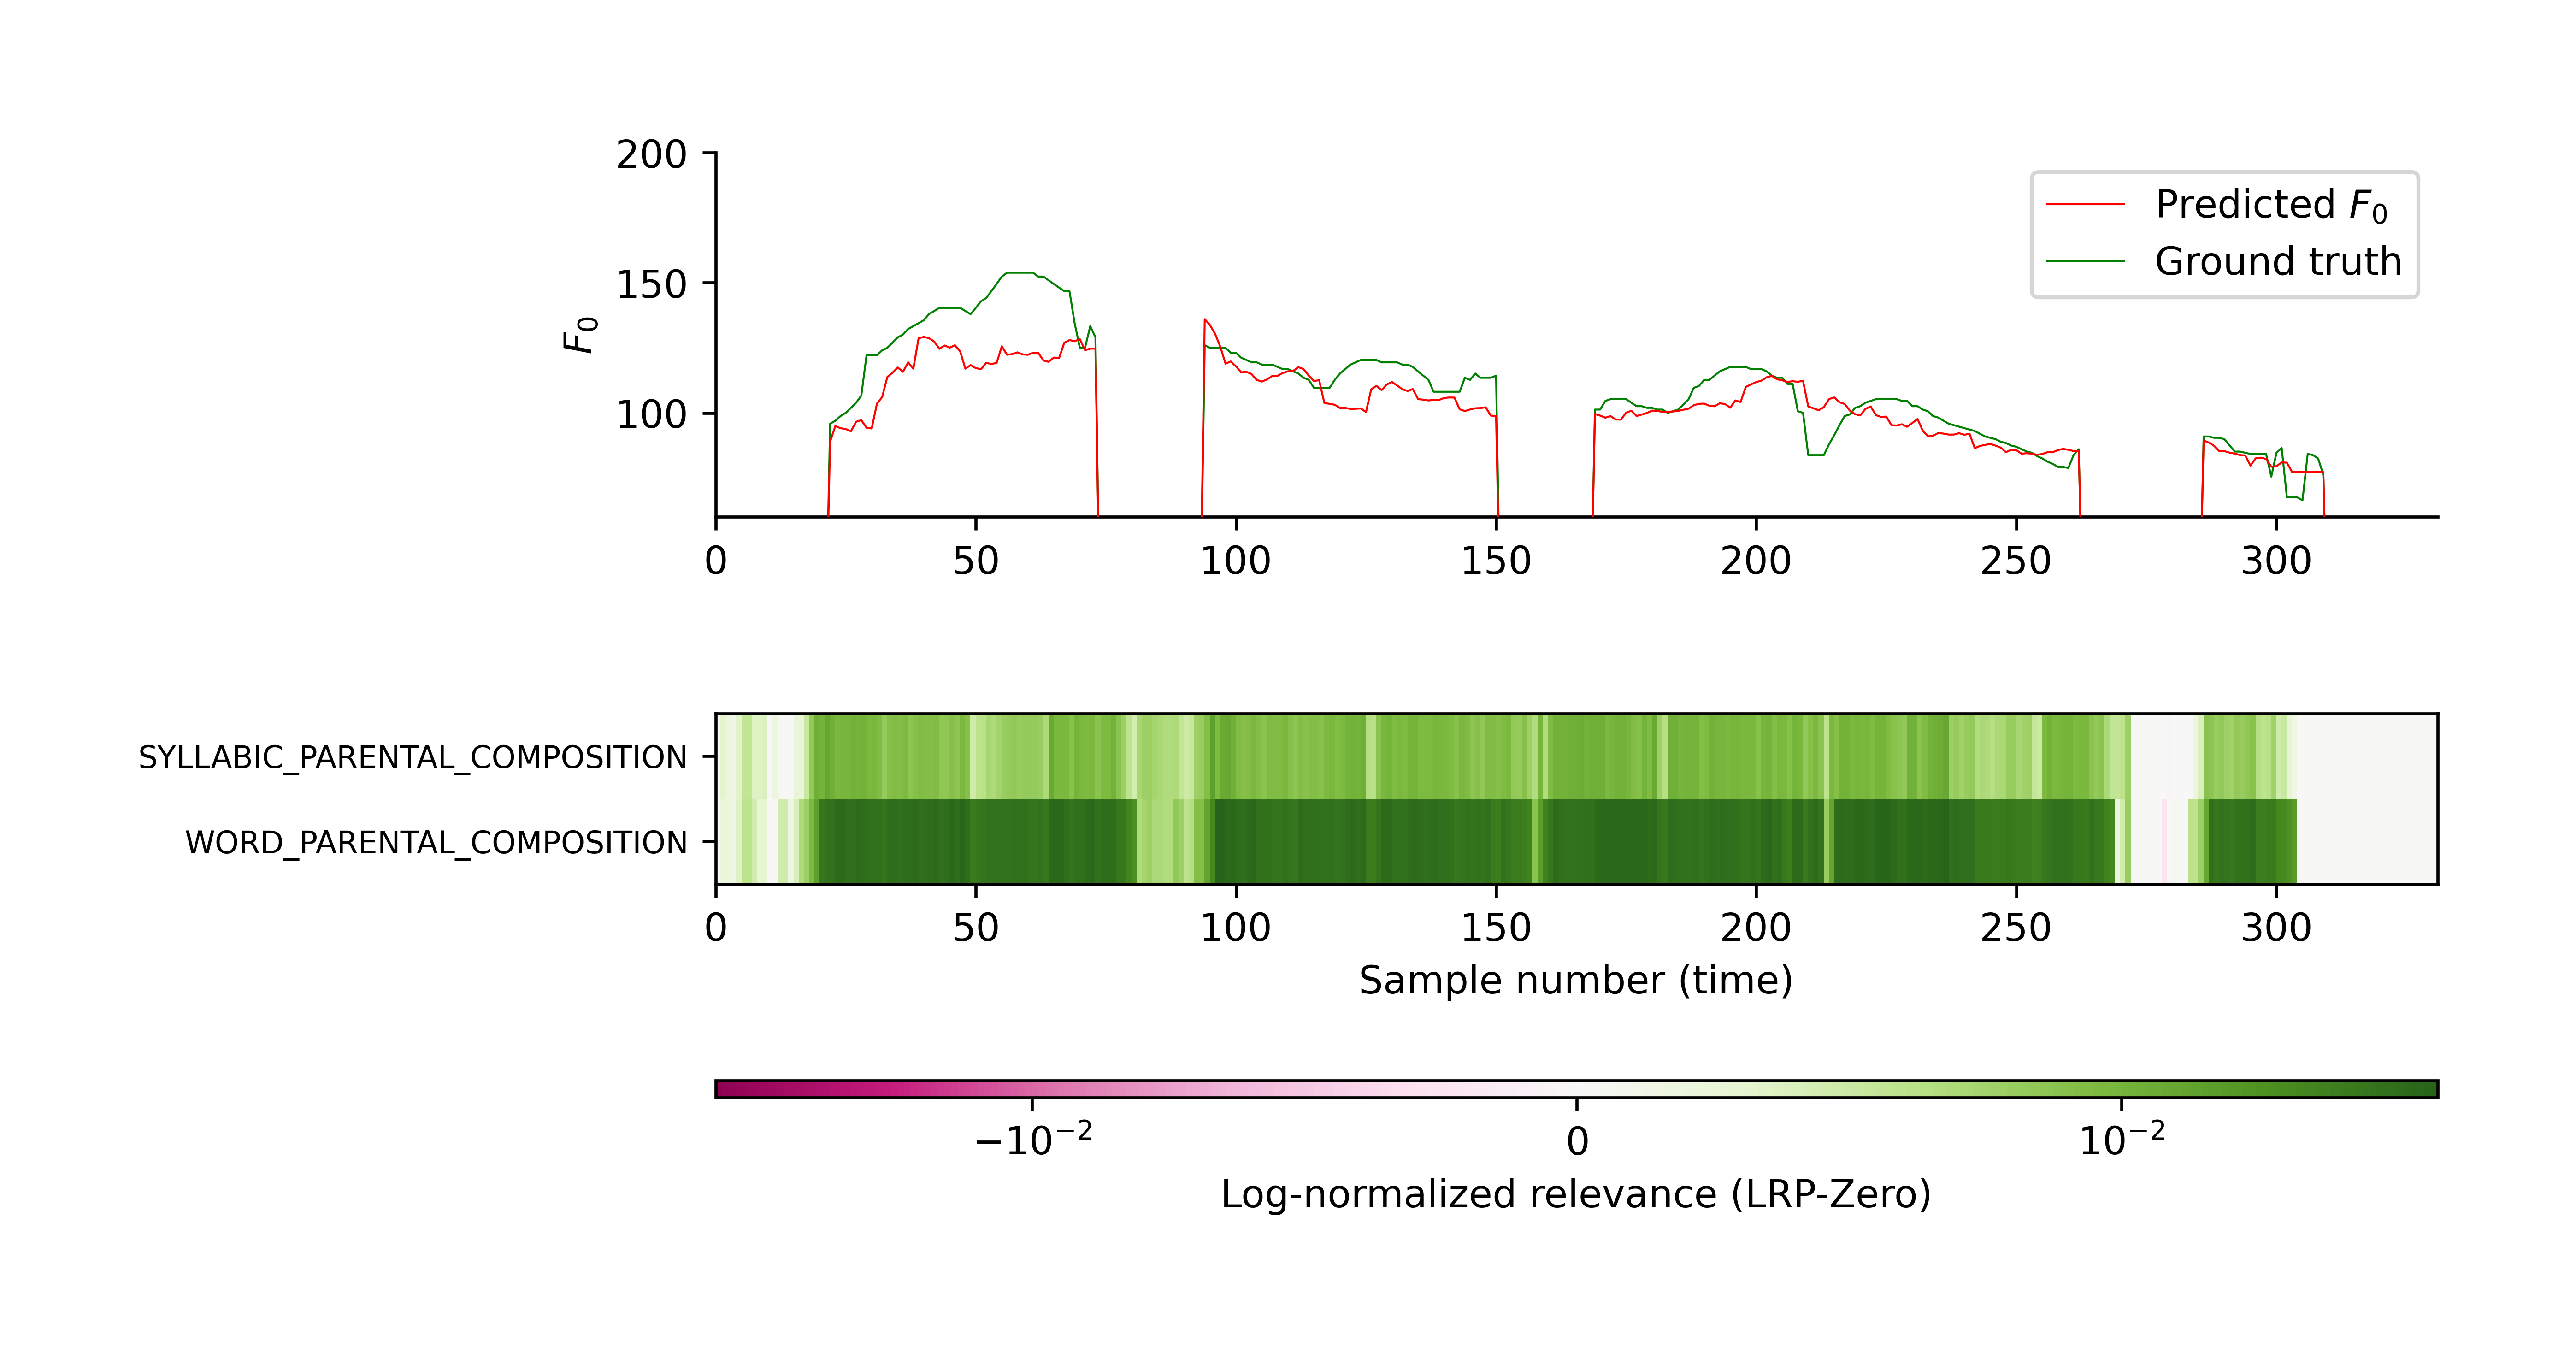 200
150
100
F0
Predicted F0
Ground truth
0 50 100 150 200 250 300
SYLLABIC_PARENTAL_COMPOSITION
WORD_PARENTAL_COMPOSITION
0 50 100 150 200 250 300
Sample number (time)
−10−2 0 10−2
Log-normalized relevance (LRP-Zero)